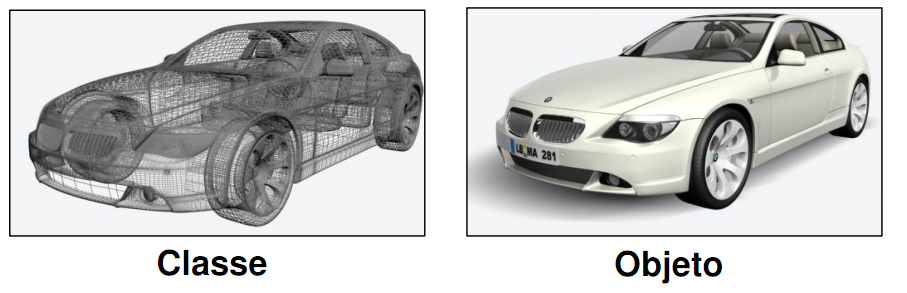 LB MA 281
Classe
Objeto